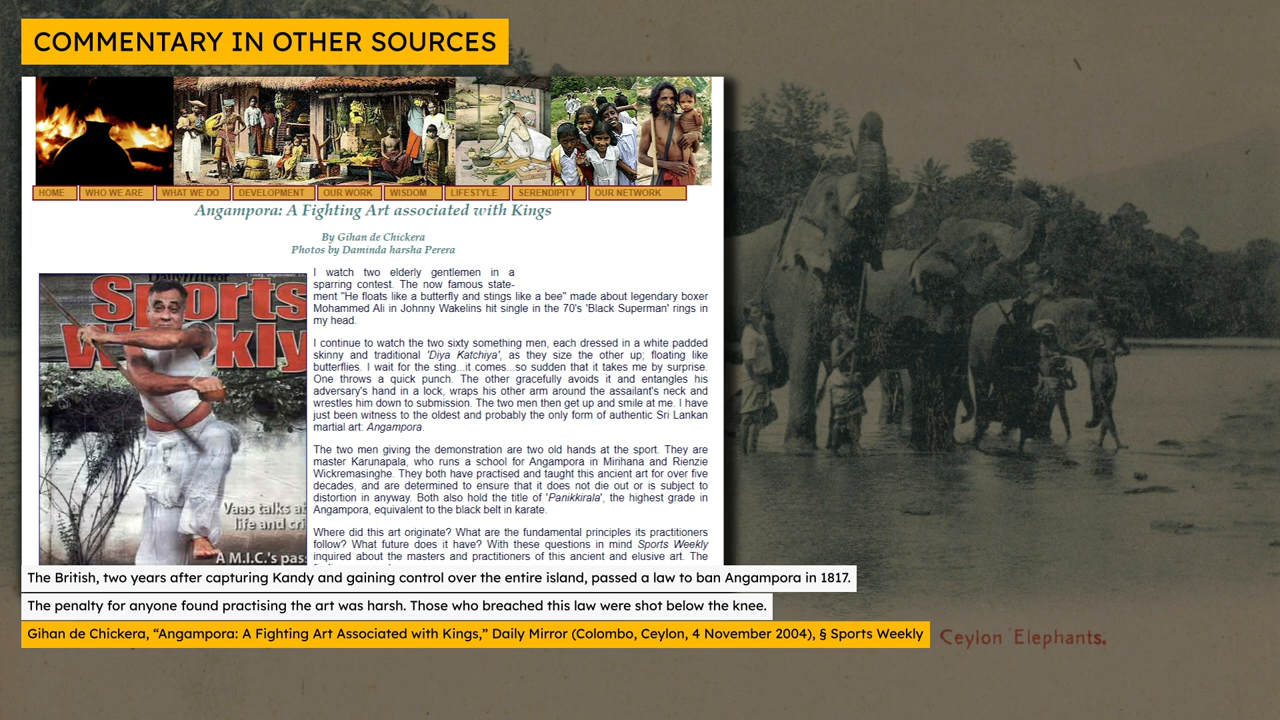 COMMENTARY IN OTHER SOURCES
HOME WHO WE ARE WHAT WE DO DEVELOPMENT OUR WORK WISDOM LIFESTYLE SERENDIPITY OUR NETWORK
Angampora: A Fighting Art associated with Kings
By Gihan de Chickera
Photos by Daminda harsha Perera
Daily Mirror
Sports
Weekly
Vaas talks a
life and cri
A M.I.C.'s pas
I watch two elderly gentlemen in a
sparring contest. The now famous state-
ment "He floats like a butterfly and stings like a bee" made about legendary boxer
Mohammed Ali in Johnny Wakelins hit single in the 70's 'Black Superman' rings in
my head.
I continue to watch the two sixty something men, each dressed in a white padded
skinny and traditional 'Diya Katchiya', as they size the other up; floating like
butterflies. I wait for the sting...it comes...so sudden that it takes me by surprise.
One throws a quick punch. The other gracefully avoids it and entangles his
adversary's hand in a lock, wraps his other arm around the assailant's neck and
wrestles him down to submission. The two men then get up and smile at me. I have
just been witness to the oldest and probably the only form of authentic Sri Lankan
martial art: Angampora.
The two men giving the demonstration are two old hands at the sport. They are
master Karunapala, who runs a school for Angampora in Mirihana and Rienzie
Wickremasinghe. They both have practised and taught this ancient art for over five
decades, and are determined to ensure that it does not die out or is subject to
distortion in anyway. Both also hold the title of 'Panikkirala', the highest grade in
Angampora, equivalent to the black belt in karate.
Where did this art originate? What are the fundamental principles its practitioners
follow? What future does it have? With these questions in mind Sports Weekly
inquired about the masters and practitioners of this ancient and elusive art. The
The British, two years after capturing Kandy and gaining control over the entire island, passed a law to ban Angampora in 1817.
The penalty for anyone found practising the art was harsh. Those who breached this law were shot below the knee.
Gihan de Chickera, “Angampora: A Fighting Art Associated with Kings,” Daily Mirror (Colombo, Ceylon, 4 November 2004), § Sports Weekly
Ceylon Elephants.